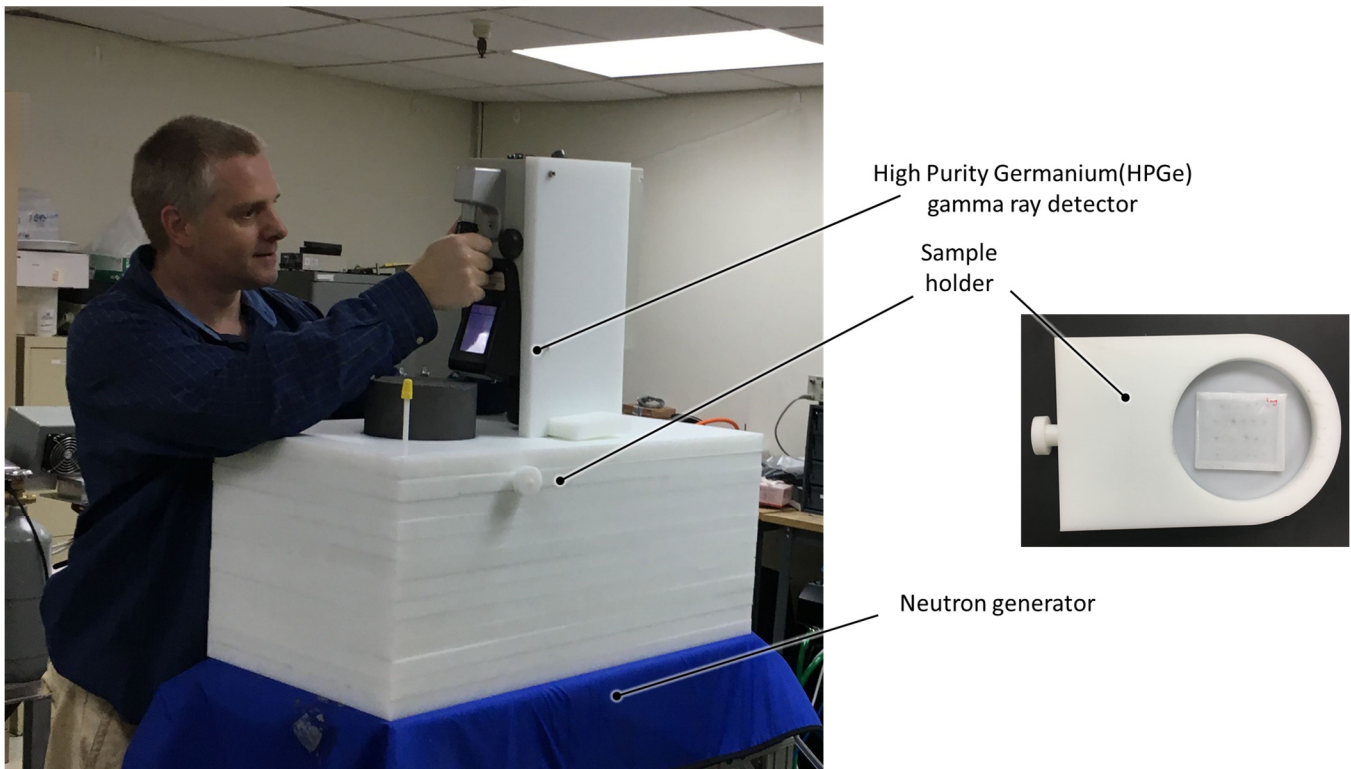 High Purity Germanium(HPGe)
gamma ray detector
Sample
holder
Neutron generator